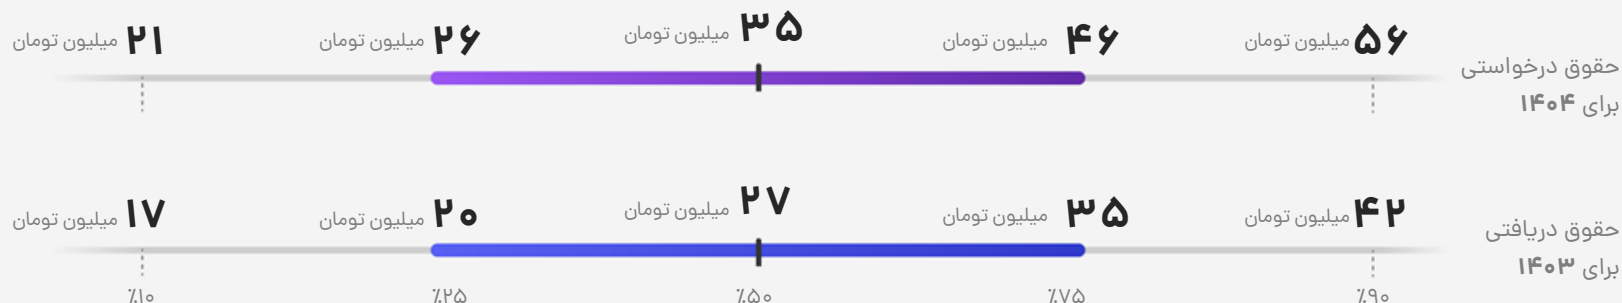 حقوق درخواستی
برای ۱۴۰۴
۵۶ میلیون تومان
۴۶ میلیون تومان
۳۵ میلیون تومان
۲۶ میلیون تومان
۲۱ میلیون تومان
حقوق دریافتی
برای ۱۴۰۳
۴۲ میلیون تومان
۳۵ میلیون تومان
۲۷ میلیون تومان
۲۰ میلیون تومان
۱۷ میلیون تومان
٪۹۰
٪۷۵
٪۵۰
٪۲۵
٪۱۰